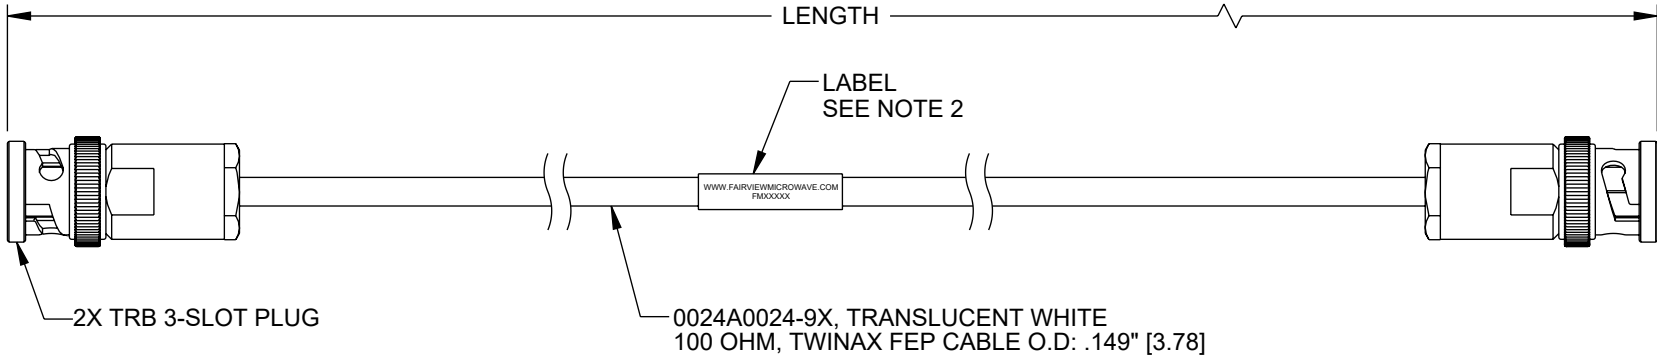 LENGTH
LABEL
SEE NOTE 2
WWW.FAIRVIEWMICROWAVE.COM
FMXXXXX
2X TRB 3-SLOT PLUG
0024A0024-9X, TRANSLUCENT WHITE
100 OHM, TWINAX FEP CABLE O.D: .149" [3.78]